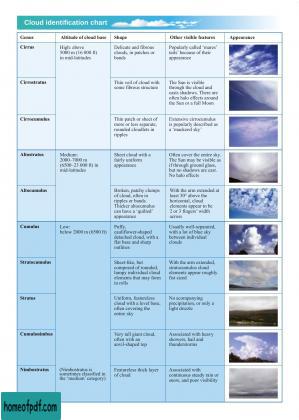 Cloud identification chart
Genus Altitude of cloud base Shape Other visible features Appearance
Cirrus
High: above
5000 m (16 000 ft)
in mid-latitudes
Delicate and fibrous
clouds, in patches or
bands
Popularly called 'mares'
tails' because of their
appearance
Cirrostratus
Thin veil of cloud with
some fibrous structure
The Sun is visible
through the cloud and
casts shadows. There are
often halo effects around
the Sun or a full Moon
Cirrocumulus
Thin patch or sheet of
more or less separate,
rounded cloudlets in
ripples
Extensive cirrocumulus
is popularly described as
a 'mackerel sky'
Altostratus
Medium:
2000–7000 m
(6500–23 000 ft) in
mid-latitudes
Sheet cloud with a
fairly uniform
appearance
Often covers the entire sky.
The Sun may be visible as
if through ground glass,
but no shadows are cast.
No halo effects
Altocumulus
Broken, patchy clumps
of cloud, often in
ripples or bands.
Thicker altocumulus
can have a 'quilted'
appearance
With the arm extended at
least 30° above the
horizontal, cloud
elements appear to be
2 or 3 fingers' width
across
Cumulus
Low:
below 2000 m (6500 ft)
Puffy,
cauliflower-shaped
detached cloud, with a
flat base and sharp
outlines
Usually well-separated,
with a lot of blue sky
between individual
clouds
Stratocumulus
Sheet-like, but
composed of rounded,
lumpy individual cloud
elements that may form
in rolls
With the arm extended,
stratocumulus cloud
elements appear roughly
fist sized
Stratus
Uniform, featureless
cloud with a level base,
often covering the
entire sky
No accompanying
precipitation, or only a
light drizzle
Cumulonimbus
Very tall giant cloud,
often with an
anvil-shaped top
Associated with heavy
showers, hail and
thunderstorms
Nimbostratus
(Nimbostratus is
sometimes classified in
the 'medium' category)
Featureless thick layer
of cloud
Associated with
continuous steady rain or
snow, and poor visibility
homeofpdf.com